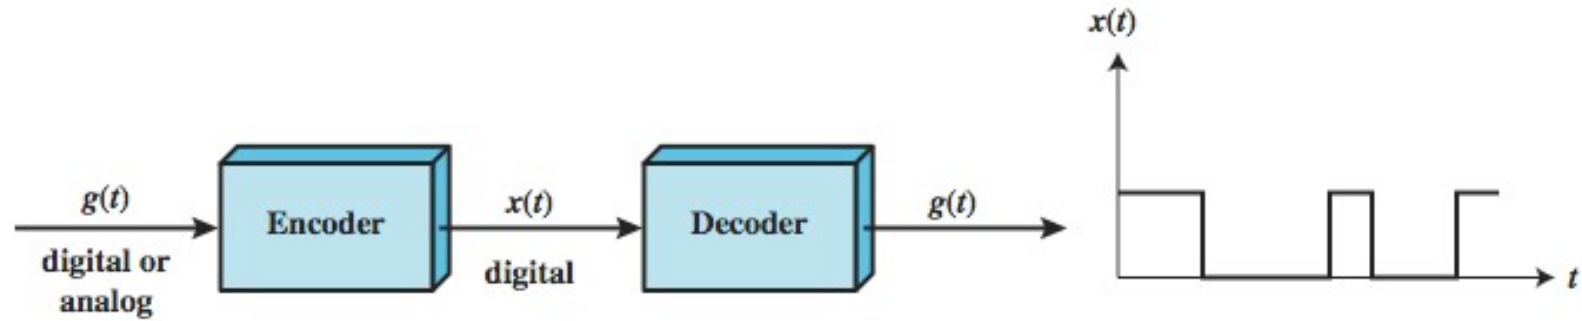 g(t)
digital or
analog
Encoder
x(t)
digital
Decoder
g(t)
x(t)
t